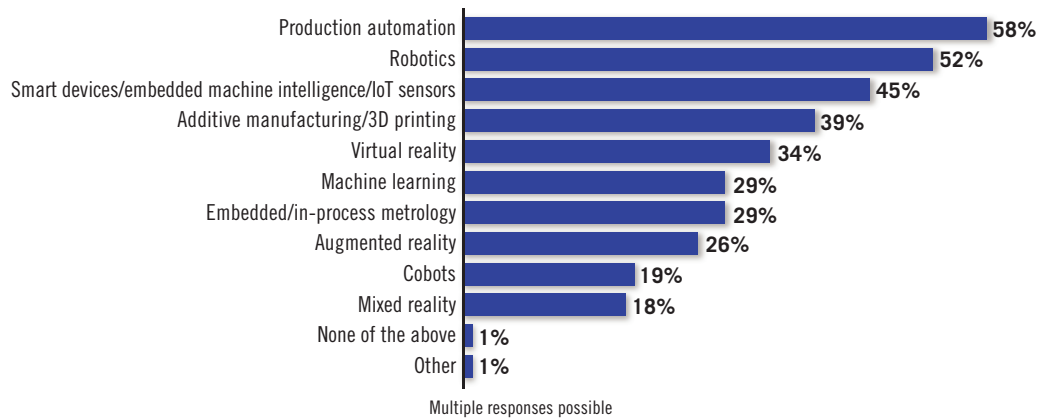 Production automation 58%
Robotics 52%
Smart devices/embedded machine intelligence/IoT sensors 45%
Additive manufacturing/3D printing 39%
Virtual reality 34%
Machine learning 29%
Embedded/in-process metrology 29%
Augmented reality 26%
Cobots 19%
Mixed reality 18%
None of the above 1%
Other 1%
Multiple responses possible